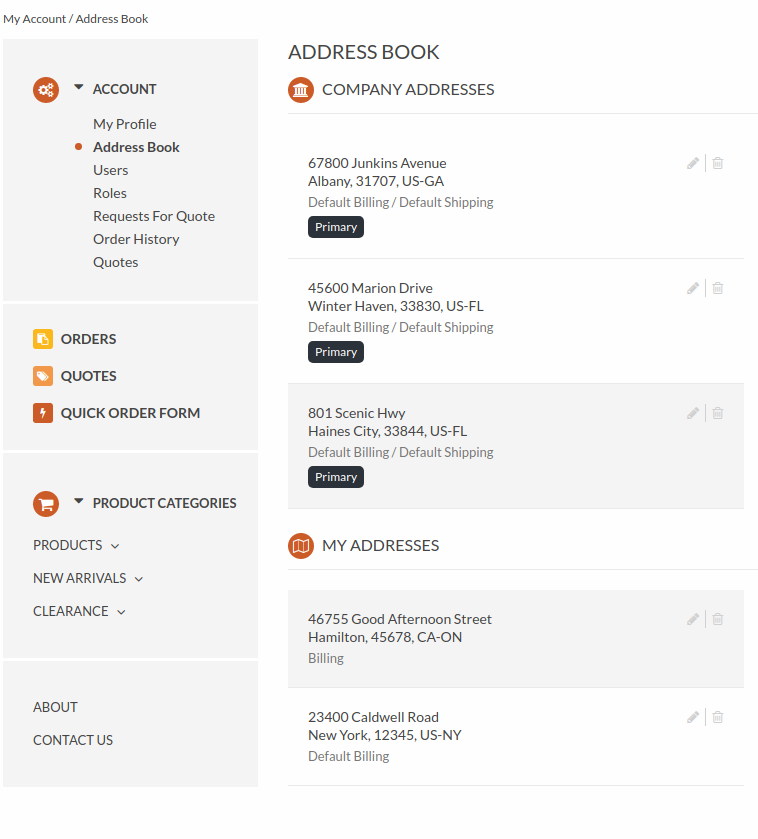 My Account / Address Book
ACCOUNT
My Profile
Address Book
Users
Roles
Requests For Quote
Order History
Quotes
ORDERS
QUOTES
QUICK ORDER FORM
PRODUCT CATEGORIES
PRODUCTS
NEW ARRIVALS
CLEARANCE
ABOUT
CONTACT US
ADDRESS BOOK
COMPANY ADDRESSES
67800 Junkins Avenue
Albany, 31707, US-GA
Default Billing / Default Shipping
Primary
45600 Marion Drive
Winter Haven, 33830, US-FL
Default Billing / Default Shipping
Primary
801 Scenic Hwy
Haines City, 33844, US-FL
Default Billing / Default Shipping
Primary
MY ADDRESSES
46755 Good Afternoon Street
Hamilton, 45678, CA-ON
Billing
23400 Caldwell Road
New York, 12345, US-NY
Default Billing